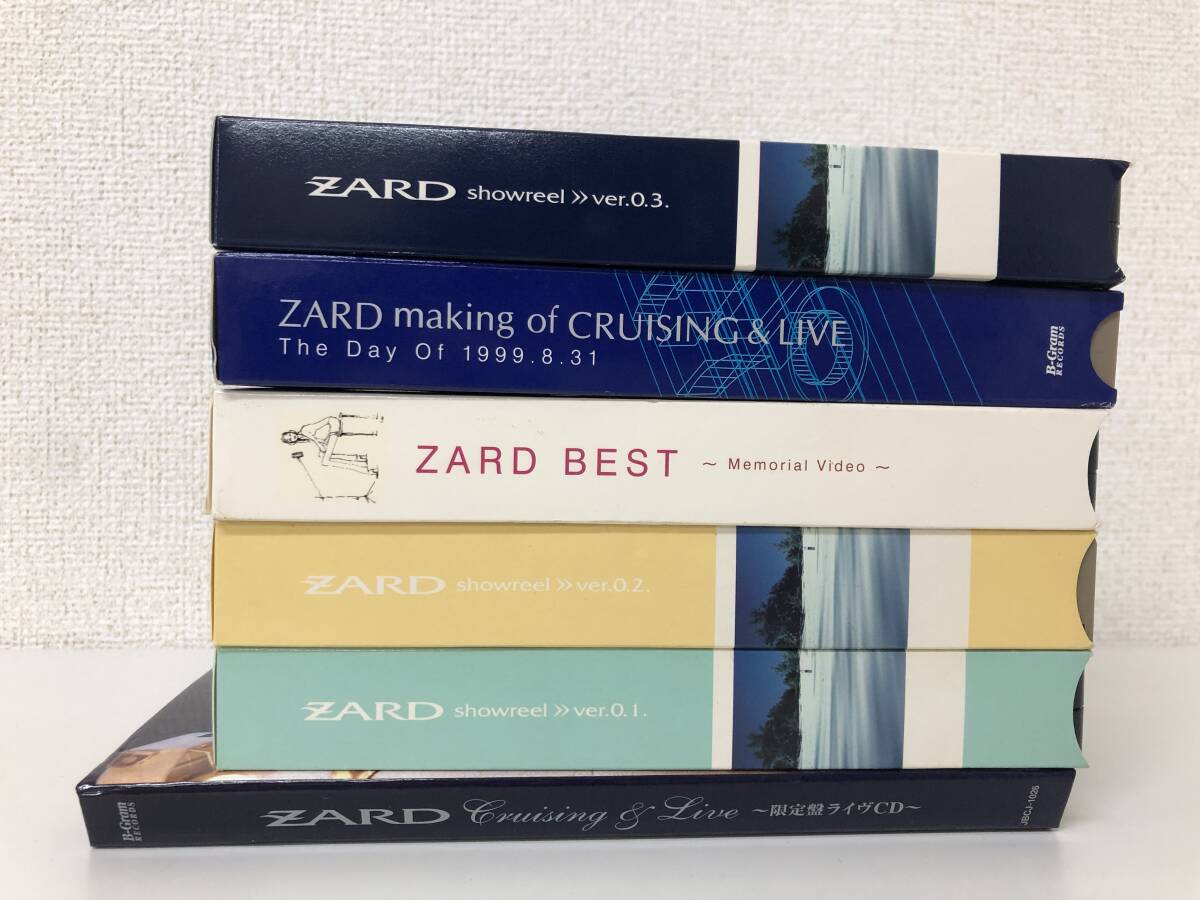 ZARD showreel » ver.0.3.
ZARD making of CRUISING & LIVE
The Day Of 1999.8.31
B-Gram
RECORDS
ZARD BEST ~ Memorial Video ~
ZARD showreel » ver.0.2.
ZARD showreel » ver.0.1.
B-Gram
RECORDS
ZARD Cruising & Live ～限定盤ライヴCD～
JBCJ-1026